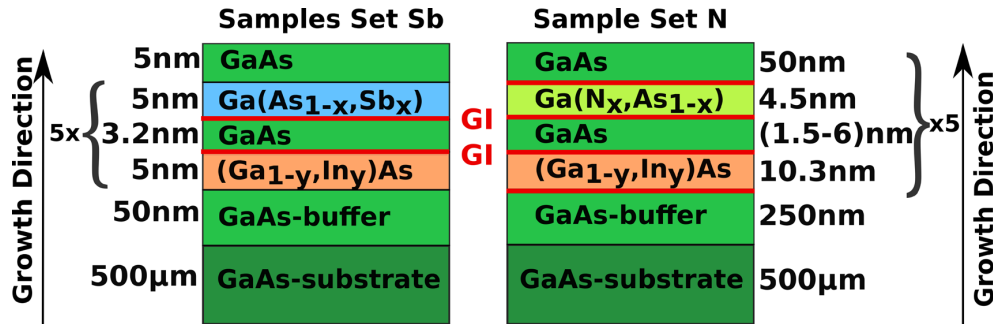 Samples Set Sb
Sample Set N
Growth Direction
5nm
GaAs
5x
5nm
Ga(As1-x,Sbx)
3.2nm
GaAs
5nm
(Ga1-y,Iny)As
50nm
GaAs-buffer
500μm
GaAs-substrate
GI
GI
GaAs
50nm
Ga(Nx,As1-x)
4.5nm
GaAs
(1.5-6)nm
x5
(Ga1-y,Iny)As
10.3nm
GaAs-buffer
250nm
GaAs-substrate
500μm
Growth Direction